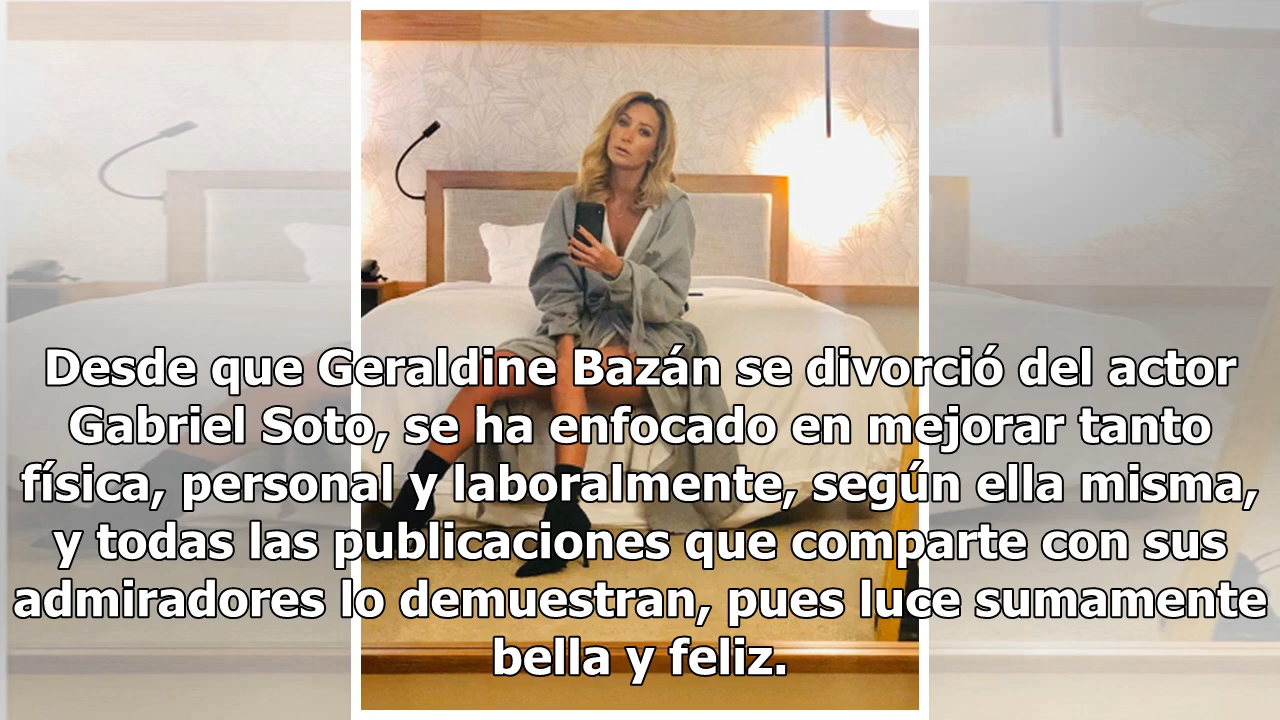 Desde que Geraldine Bazán se divorció del actor
Gabriel Soto, se ha enfocado en mejorar tanto
física, personal y laboralmente, según ella misma,
y todas las publicaciones que comparte con sus
admiradores lo demuestran, pues luce sumamente
bella y feliz.